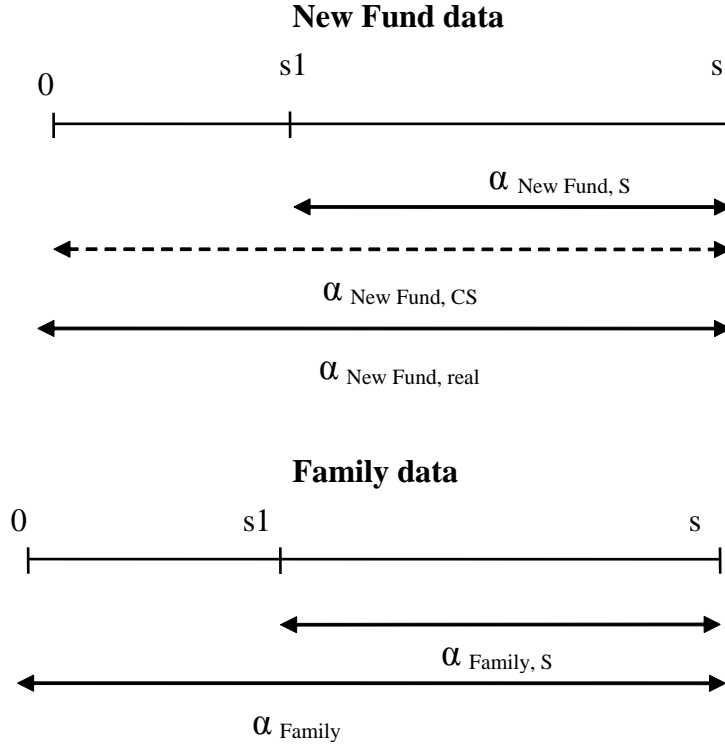 New Fund data
0 s1 s
α New Fund, S
α New Fund, CS
α New Fund, real
Family data
0 s1 s
α Family, S
α Family